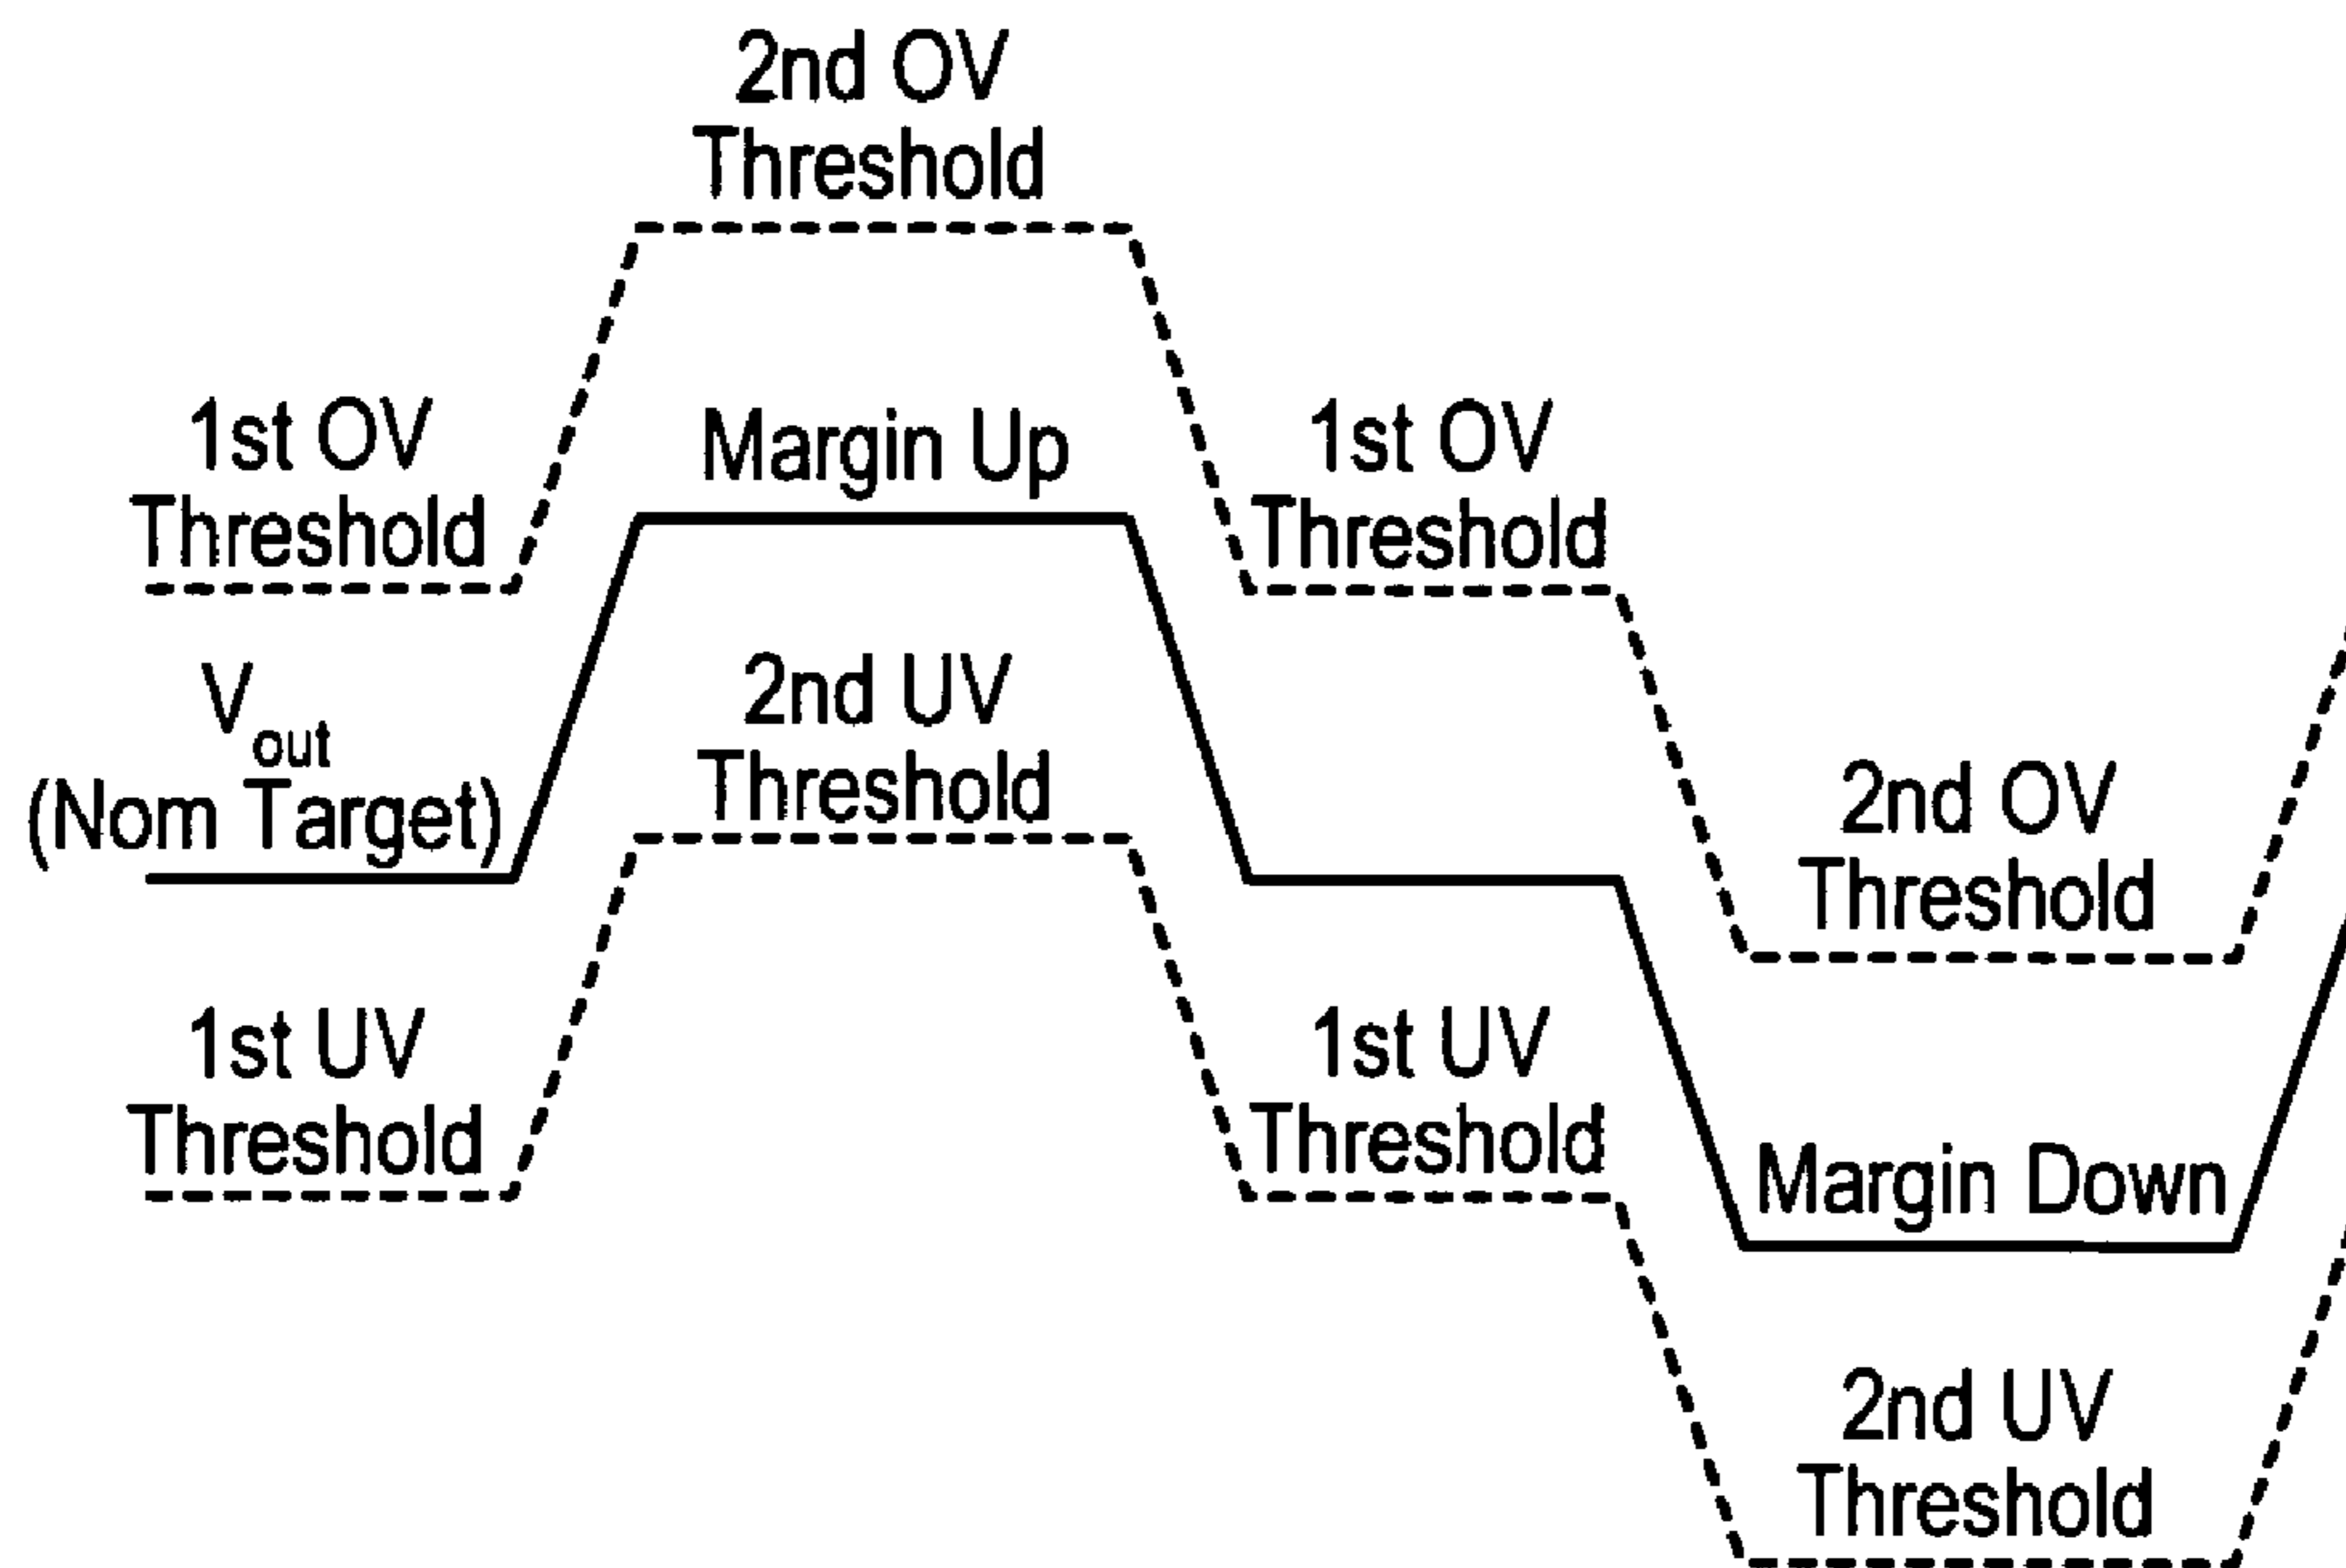 2nd OV
Threshold
1st OV
Threshold
Margin Up
1st OV
Threshold
Vout
(Nom Target)
2nd UV
Threshold
2nd OV
Threshold
1st UV
Threshold
1st UV
Threshold
Margin Down
2nd UV
Threshold